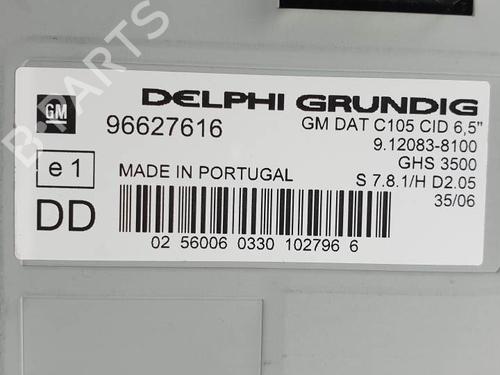 B PARTS
DELPHI GRUNDIG
GM
96627616
GM DAT C105 CID 6,5"
9.12083-8100
GHS 3500
e 1
MADE IN PORTUGAL
S 7.8.1/H D2.05
35/06
DD
02 56006 0330 102796 6